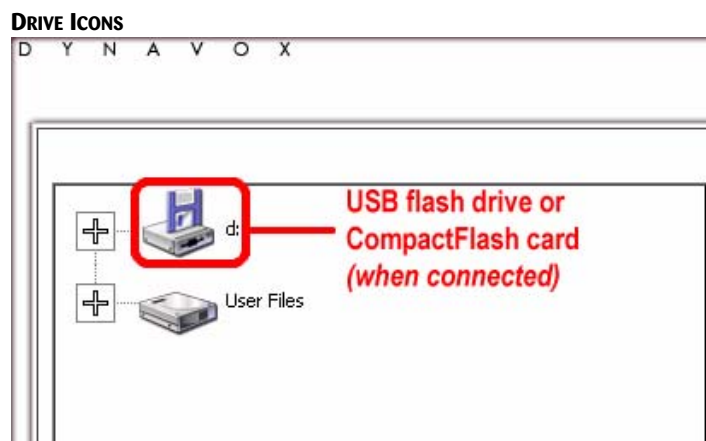 DRIVE ICONS
D Y N A V O X
d:
USB flash drive or
CompactFlash card
(when connected)
User Files